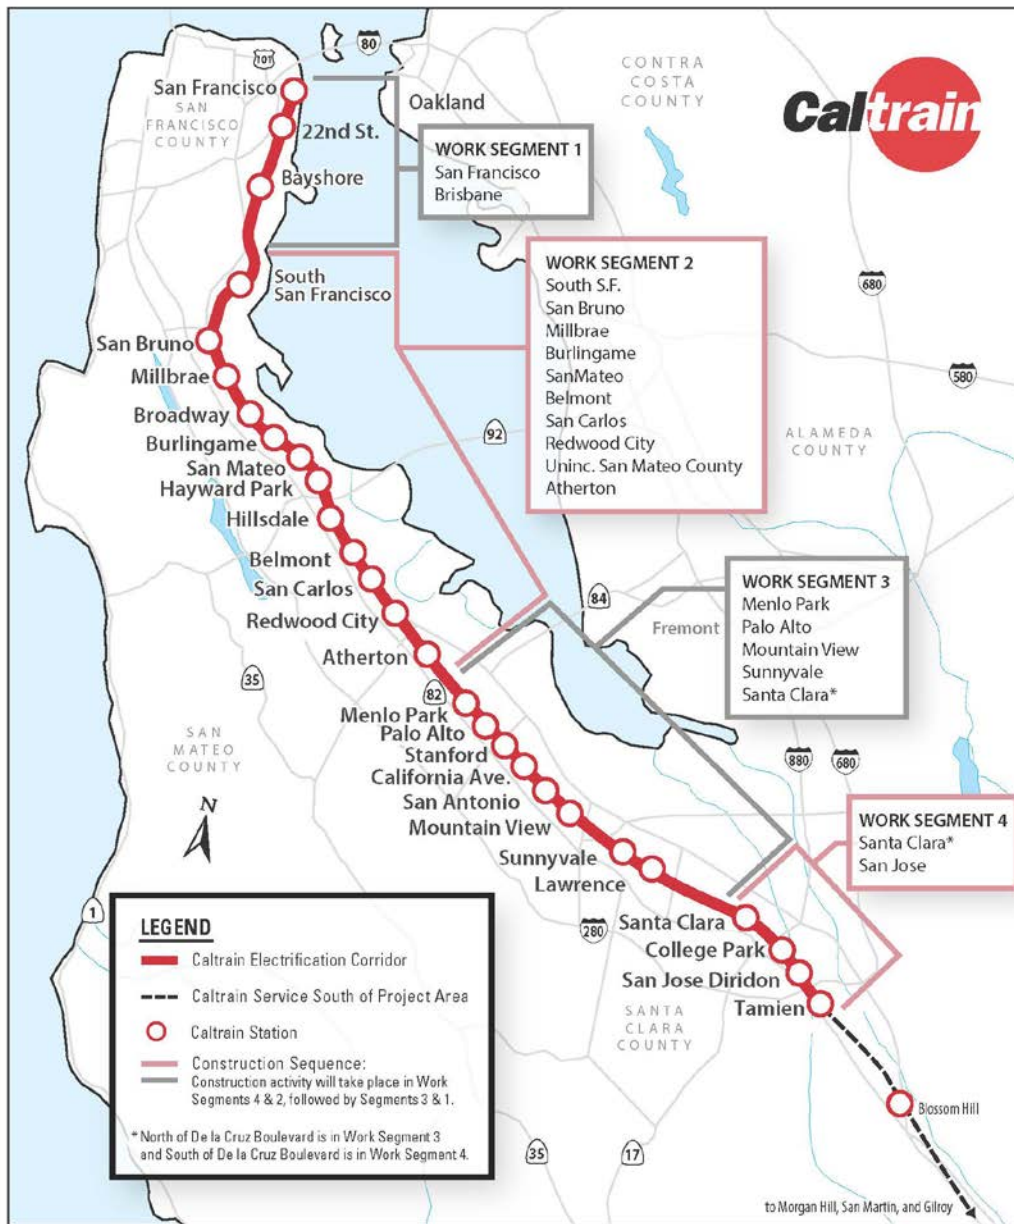 80
101
San Francisco
SAN
FRANCISCO
COUNTY
22nd St.
Bayshore
Oakland
CONTRA
COSTA
COUNTY
Caltrain
WORK SEGMENT 1
San Francisco
Brisbane
WORK SEGMENT 2
South S.F.
San Bruno
Millbrae
Burlingame
SanMateo
Belmont
San Carlos
Redwood City
Uninc. San Mateo County
Atherton
680
580
South
San Francisco
San Bruno
Millbrae
Broadway
Burlingame
San Mateo
Hayward Park
Hillsdale
Belmont
San Carlos
Redwood City
Atherton
92
ALAMEDA
COUNTY
84
Fremont
WORK SEGMENT 3
Menlo Park
Palo Alto
Mountain View
Sunnyvale
Santa Clara*
35
82
SAN
MATEO
COUNTY
N
Menlo Park
Palo Alto
Stanford
California Ave.
San Antonio
Mountain View
Sunnyvale
Lawrence
880
680
WORK SEGMENT 4
Santa Clara*
San Jose
1
280
Santa Clara
College Park
San Jose Diridon
Tamien
SANTA
CLARA
COUNTY
LEGEND
Caltrain Electrification Corridor
Caltrain Service South of Project Area
Caltrain Station
Construction Sequence:
Construction activity will take place in Work
Segments 4 & 2, followed by Segments 3 & 1.
* North of De la Cruz Boulevard is in Work Segment 3
and South of De la Cruz Boulevard is in Work Segment 4.
Blossom Hill
35
17
to Morgan Hill, San Martin, and Gilroy